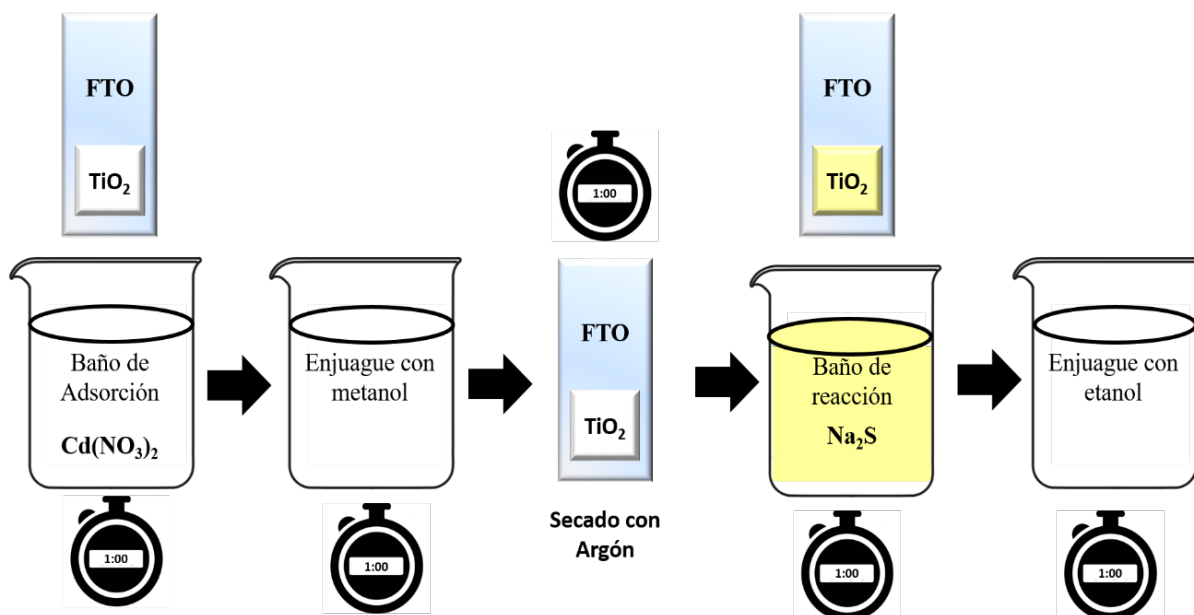 FTO
TiO₂
1:00
FTO
TiO₂
Baño de
Adsorción
Cd(NO₃)₂
1:00
Enjuague con
metanol
1:00
FTO
TiO₂
Secado con
Argón
Baño de
reacción
Na₂S
1:00
Enjuague con
etanol
1:00